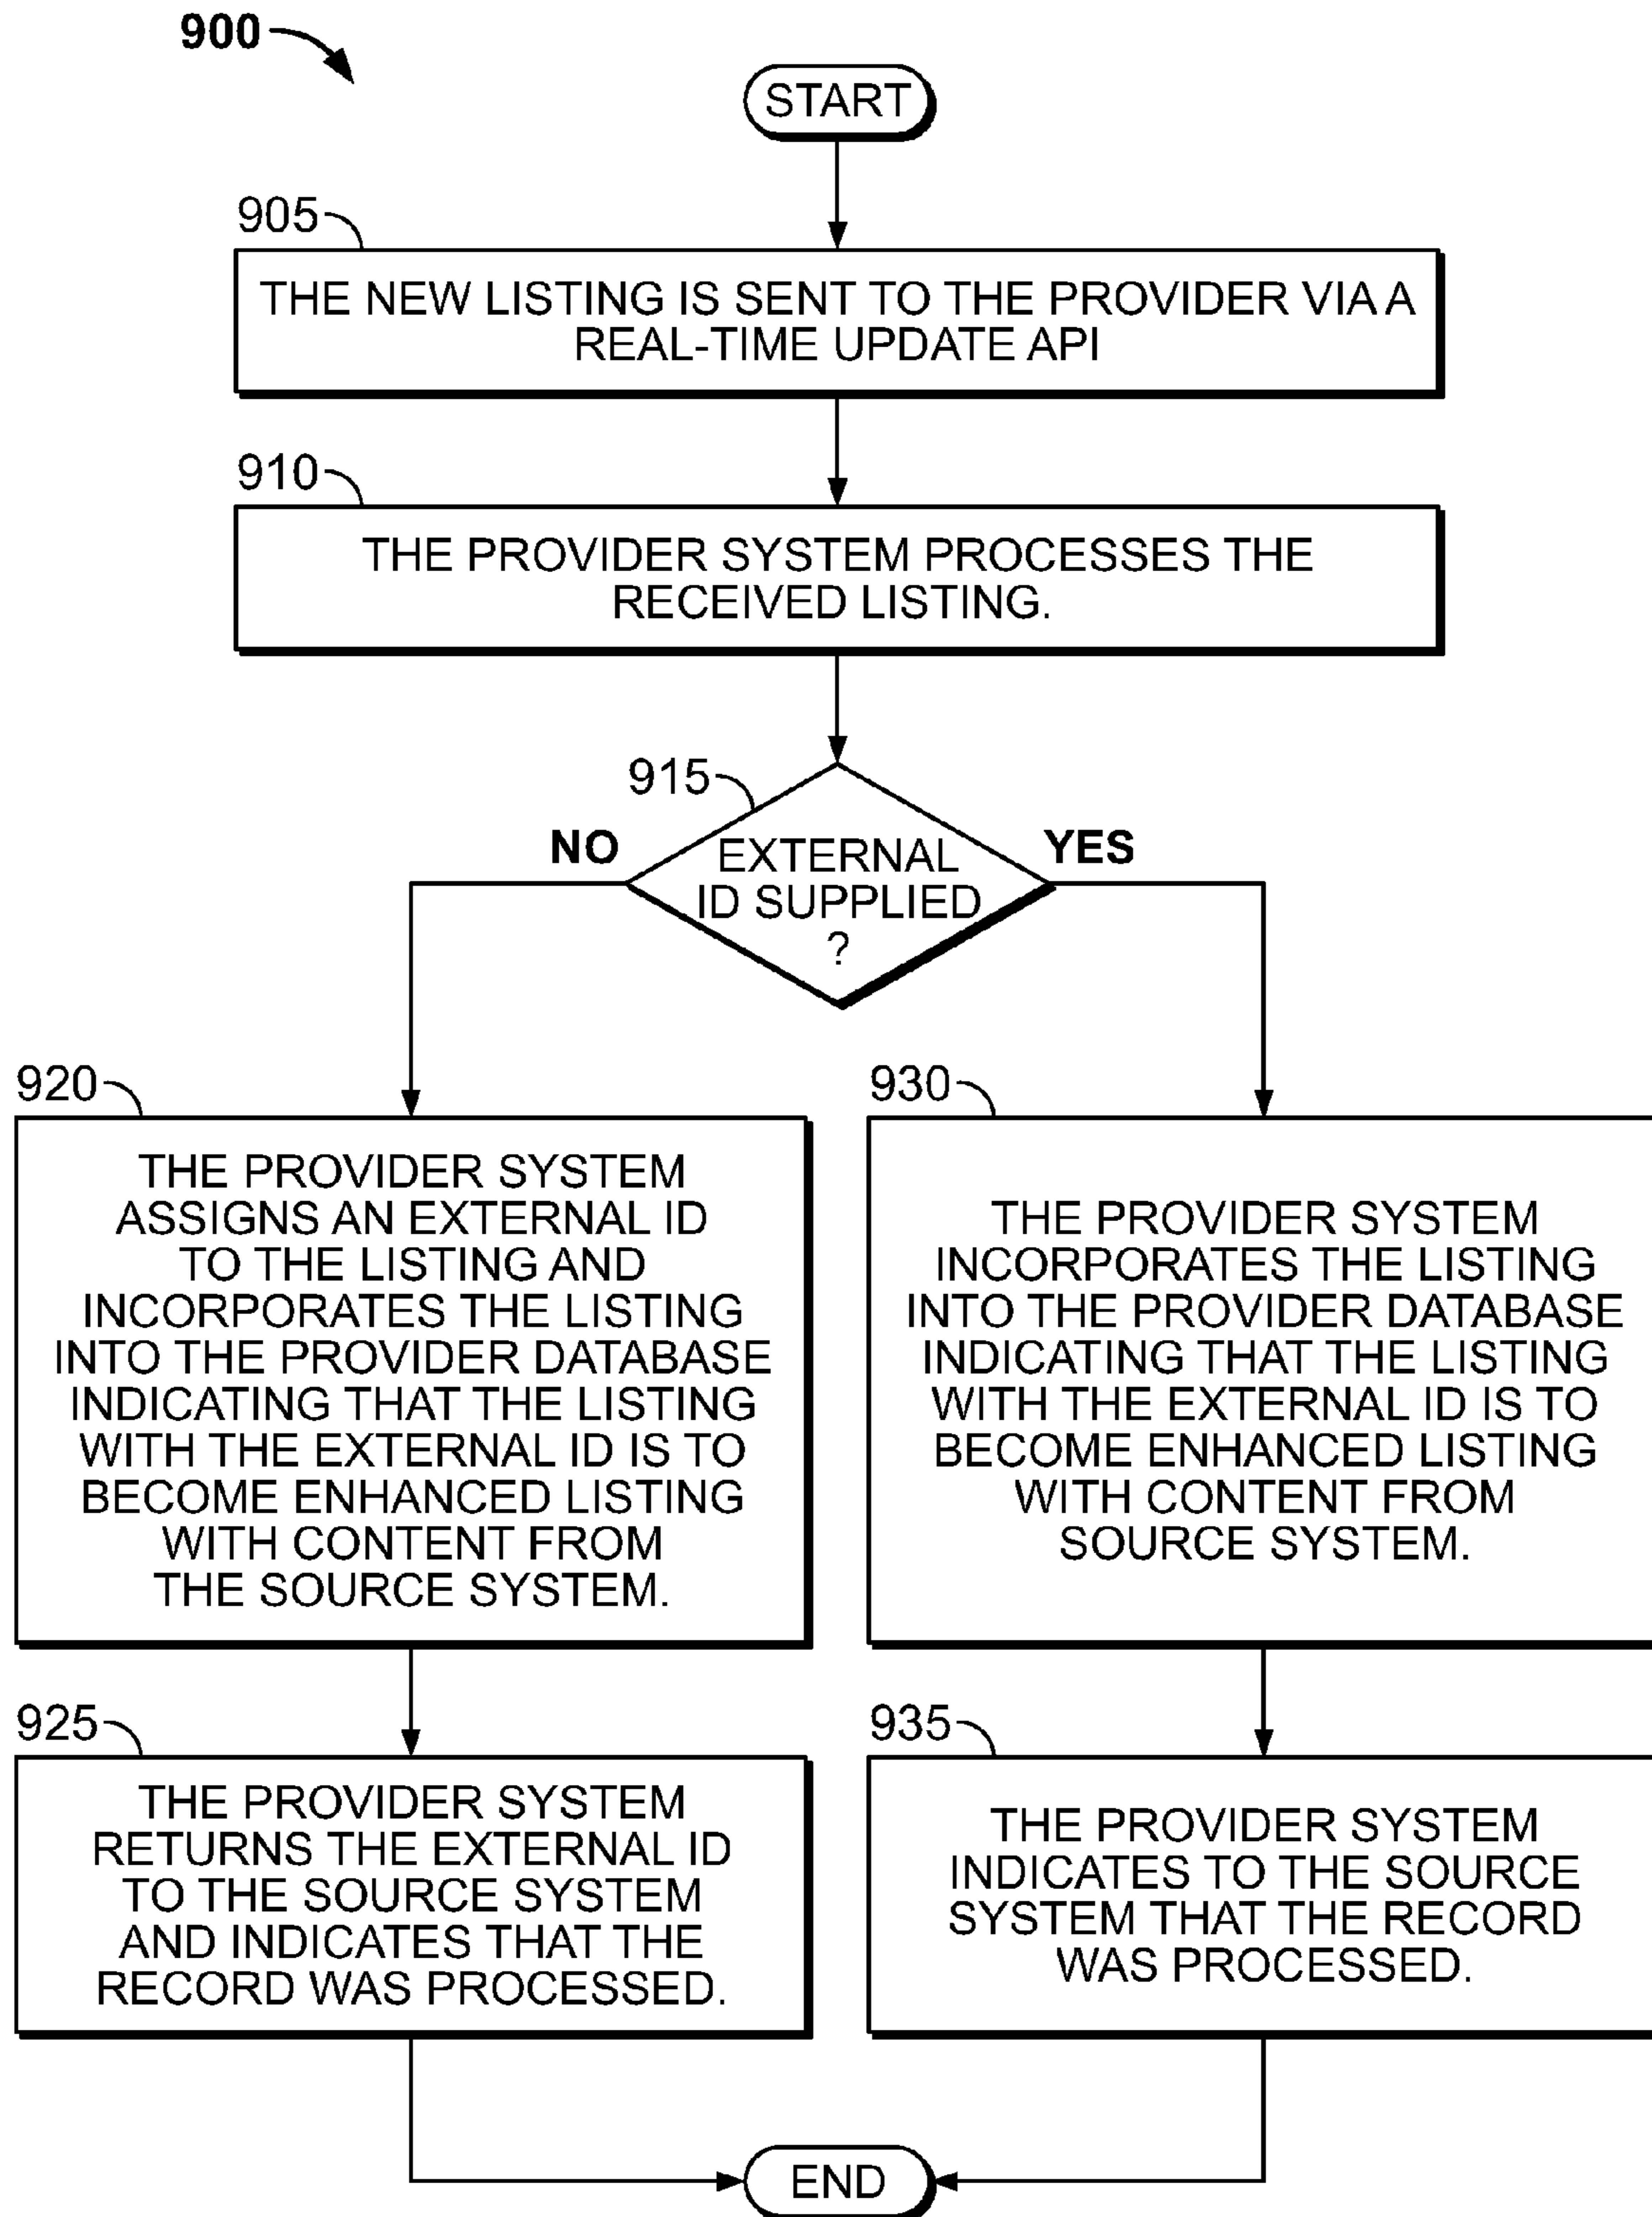 900
START
905
THE NEW LISTING IS SENT TO THE PROVIDER VIA A
REAL-TIME UPDATE API
910
THE PROVIDER SYSTEM PROCESSES THE
RECEIVED LISTING.
915
NO
YES
EXTERNAL
ID SUPPLIED
?
920
THE PROVIDER SYSTEM
ASSIGNS AN EXTERNAL ID
TO THE LISTING AND
INCORPORATES THE LISTING
INTO THE PROVIDER DATABASE
INDICATING THAT THE LISTING
WITH THE EXTERNAL ID IS TO
BECOME ENHANCED LISTING
WITH CONTENT FROM
THE SOURCE SYSTEM.
930
THE PROVIDER SYSTEM
INCORPORATES THE LISTING
INTO THE PROVIDER DATABASE
INDICATING THAT THE LISTING
WITH THE EXTERNAL ID IS TO
BECOME ENHANCED LISTING
WITH CONTENT FROM
SOURCE SYSTEM.
925
THE PROVIDER SYSTEM
RETURNS THE EXTERNAL ID
TO THE SOURCE SYSTEM
AND INDICATES THAT THE
RECORD WAS PROCESSED.
935
THE PROVIDER SYSTEM
INDICATES TO THE SOURCE
SYSTEM THAT THE RECORD
WAS PROCESSED.
END